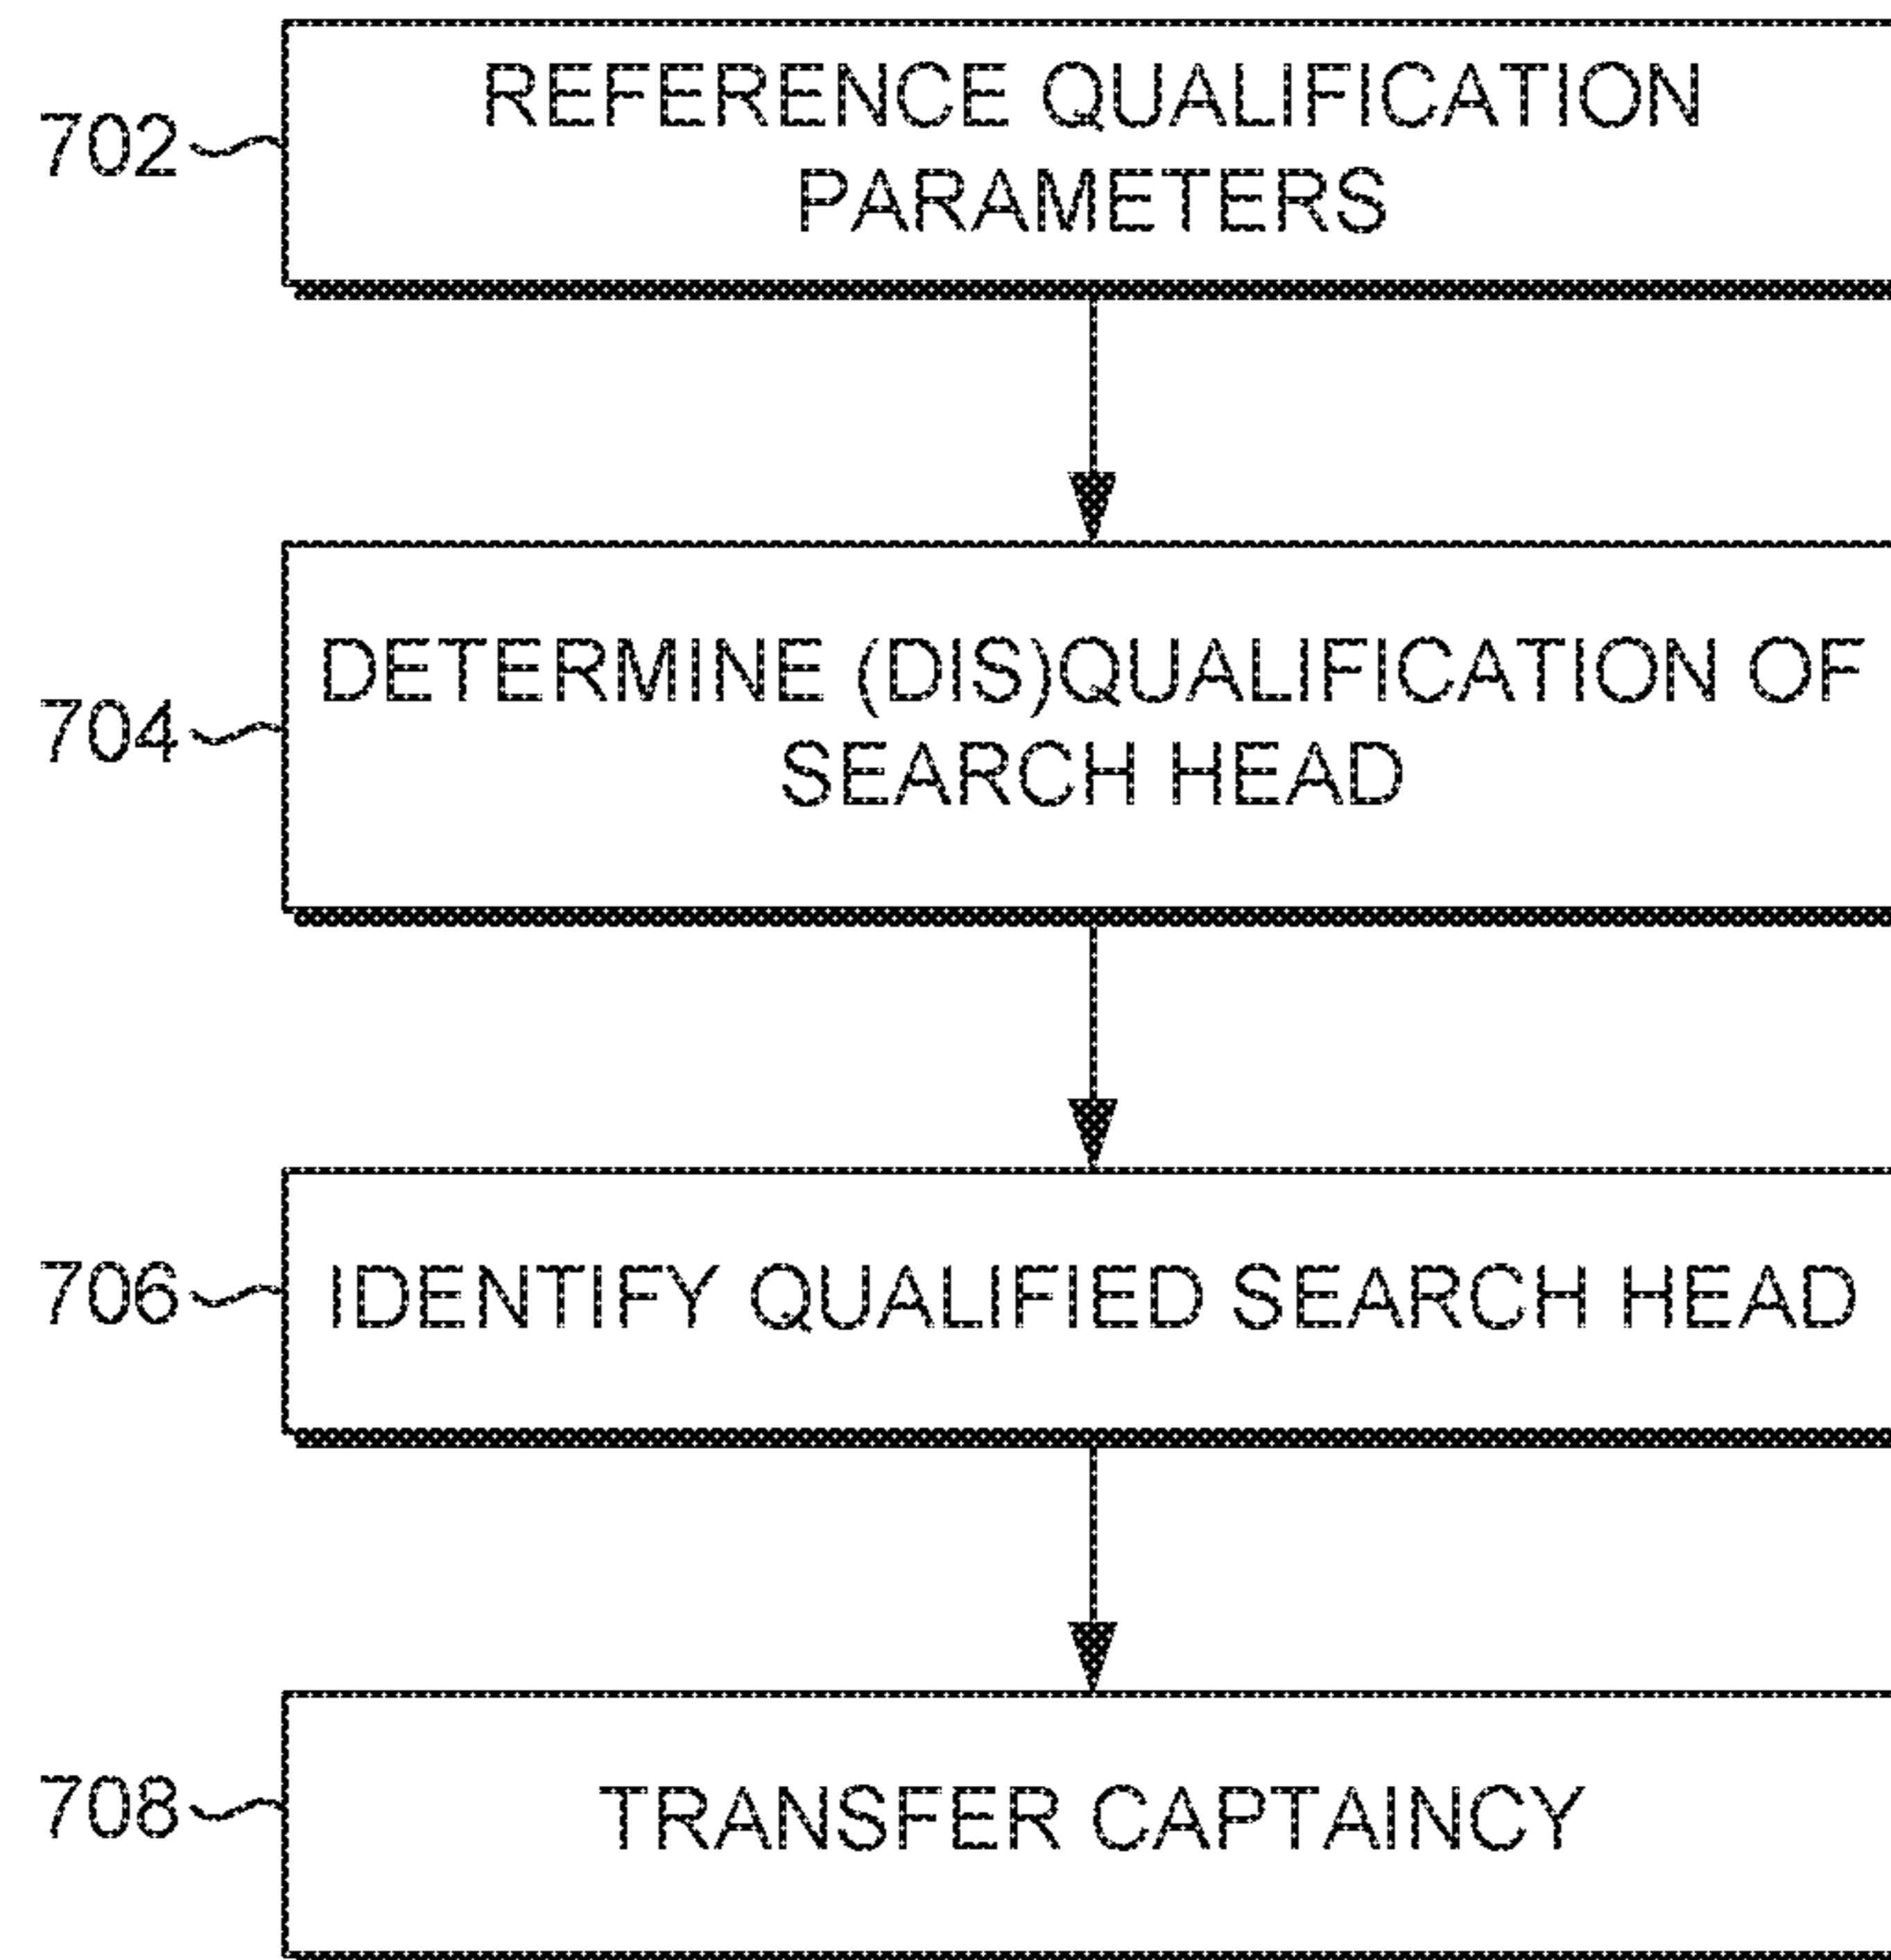 702
REFERENCE QUALIFICATION
PARAMETERS
704
DETERMINE (DIS)QUALIFICATION OF
SEARCH HEAD
706
IDENTIFY QUALIFIED SEARCH HEAD
708
TRANSFER CAPTAINCY